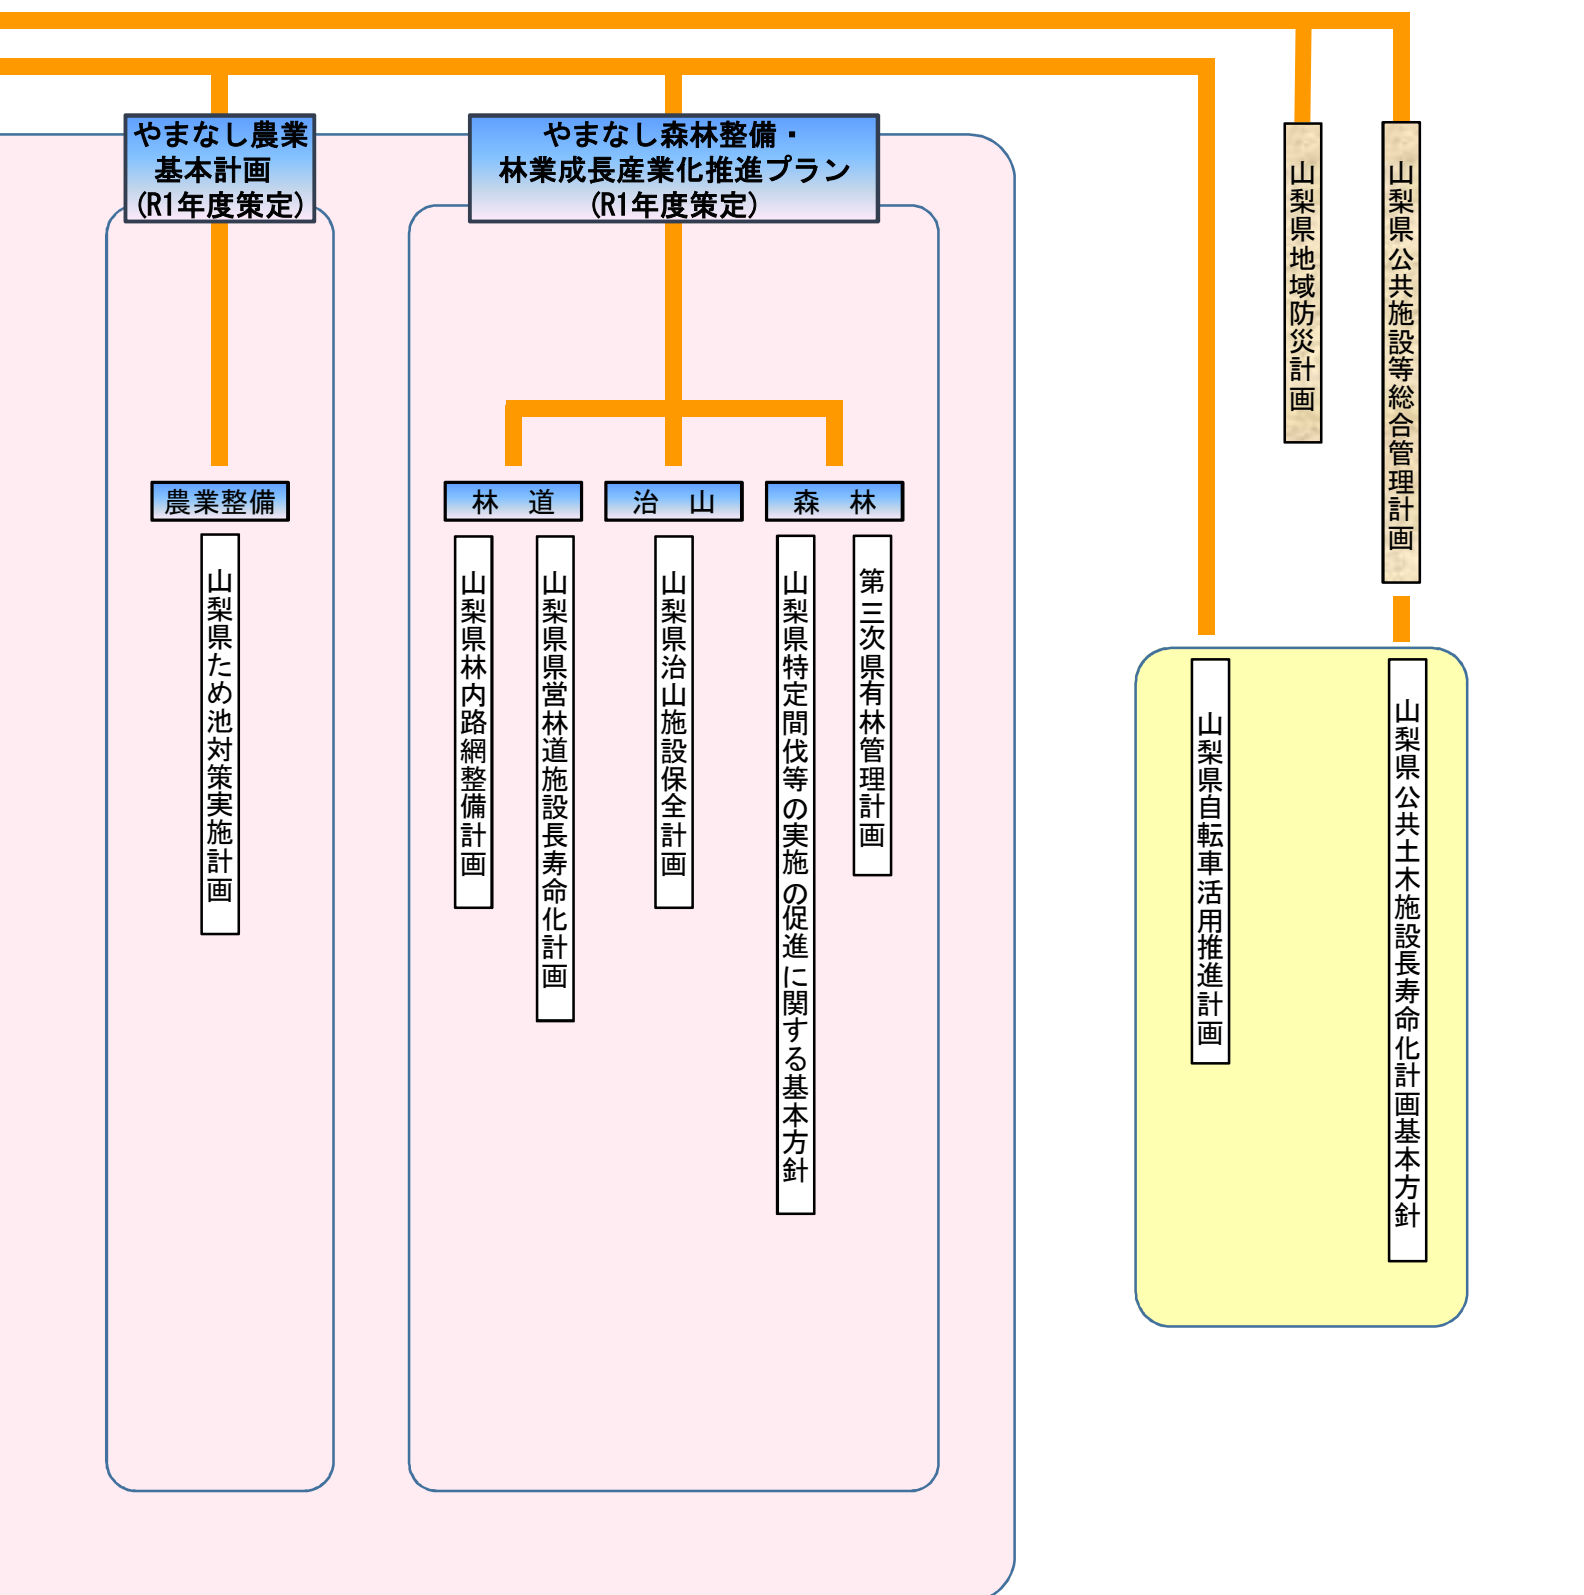 やまなし農業
基本計画
(R1年度策定)
やまなし森林整備・
林業成長産業化推進プラン
(R1年度策定)
山梨県地域防災計画
山梨県公共施設等総合管理計画
農業整備
山梨県ため池対策実施計画
林　道
山梨県林内路網整備計画
山梨県県営林道施設長寿命化計画
治　山
山梨県治山施設保全計画
森　林
山梨県特定間伐等の実施の促進に関する基本方針
第三次県有林管理計画
山梨県自転車活用推進計画
山梨県公共土木施設長寿命化計画基本方針